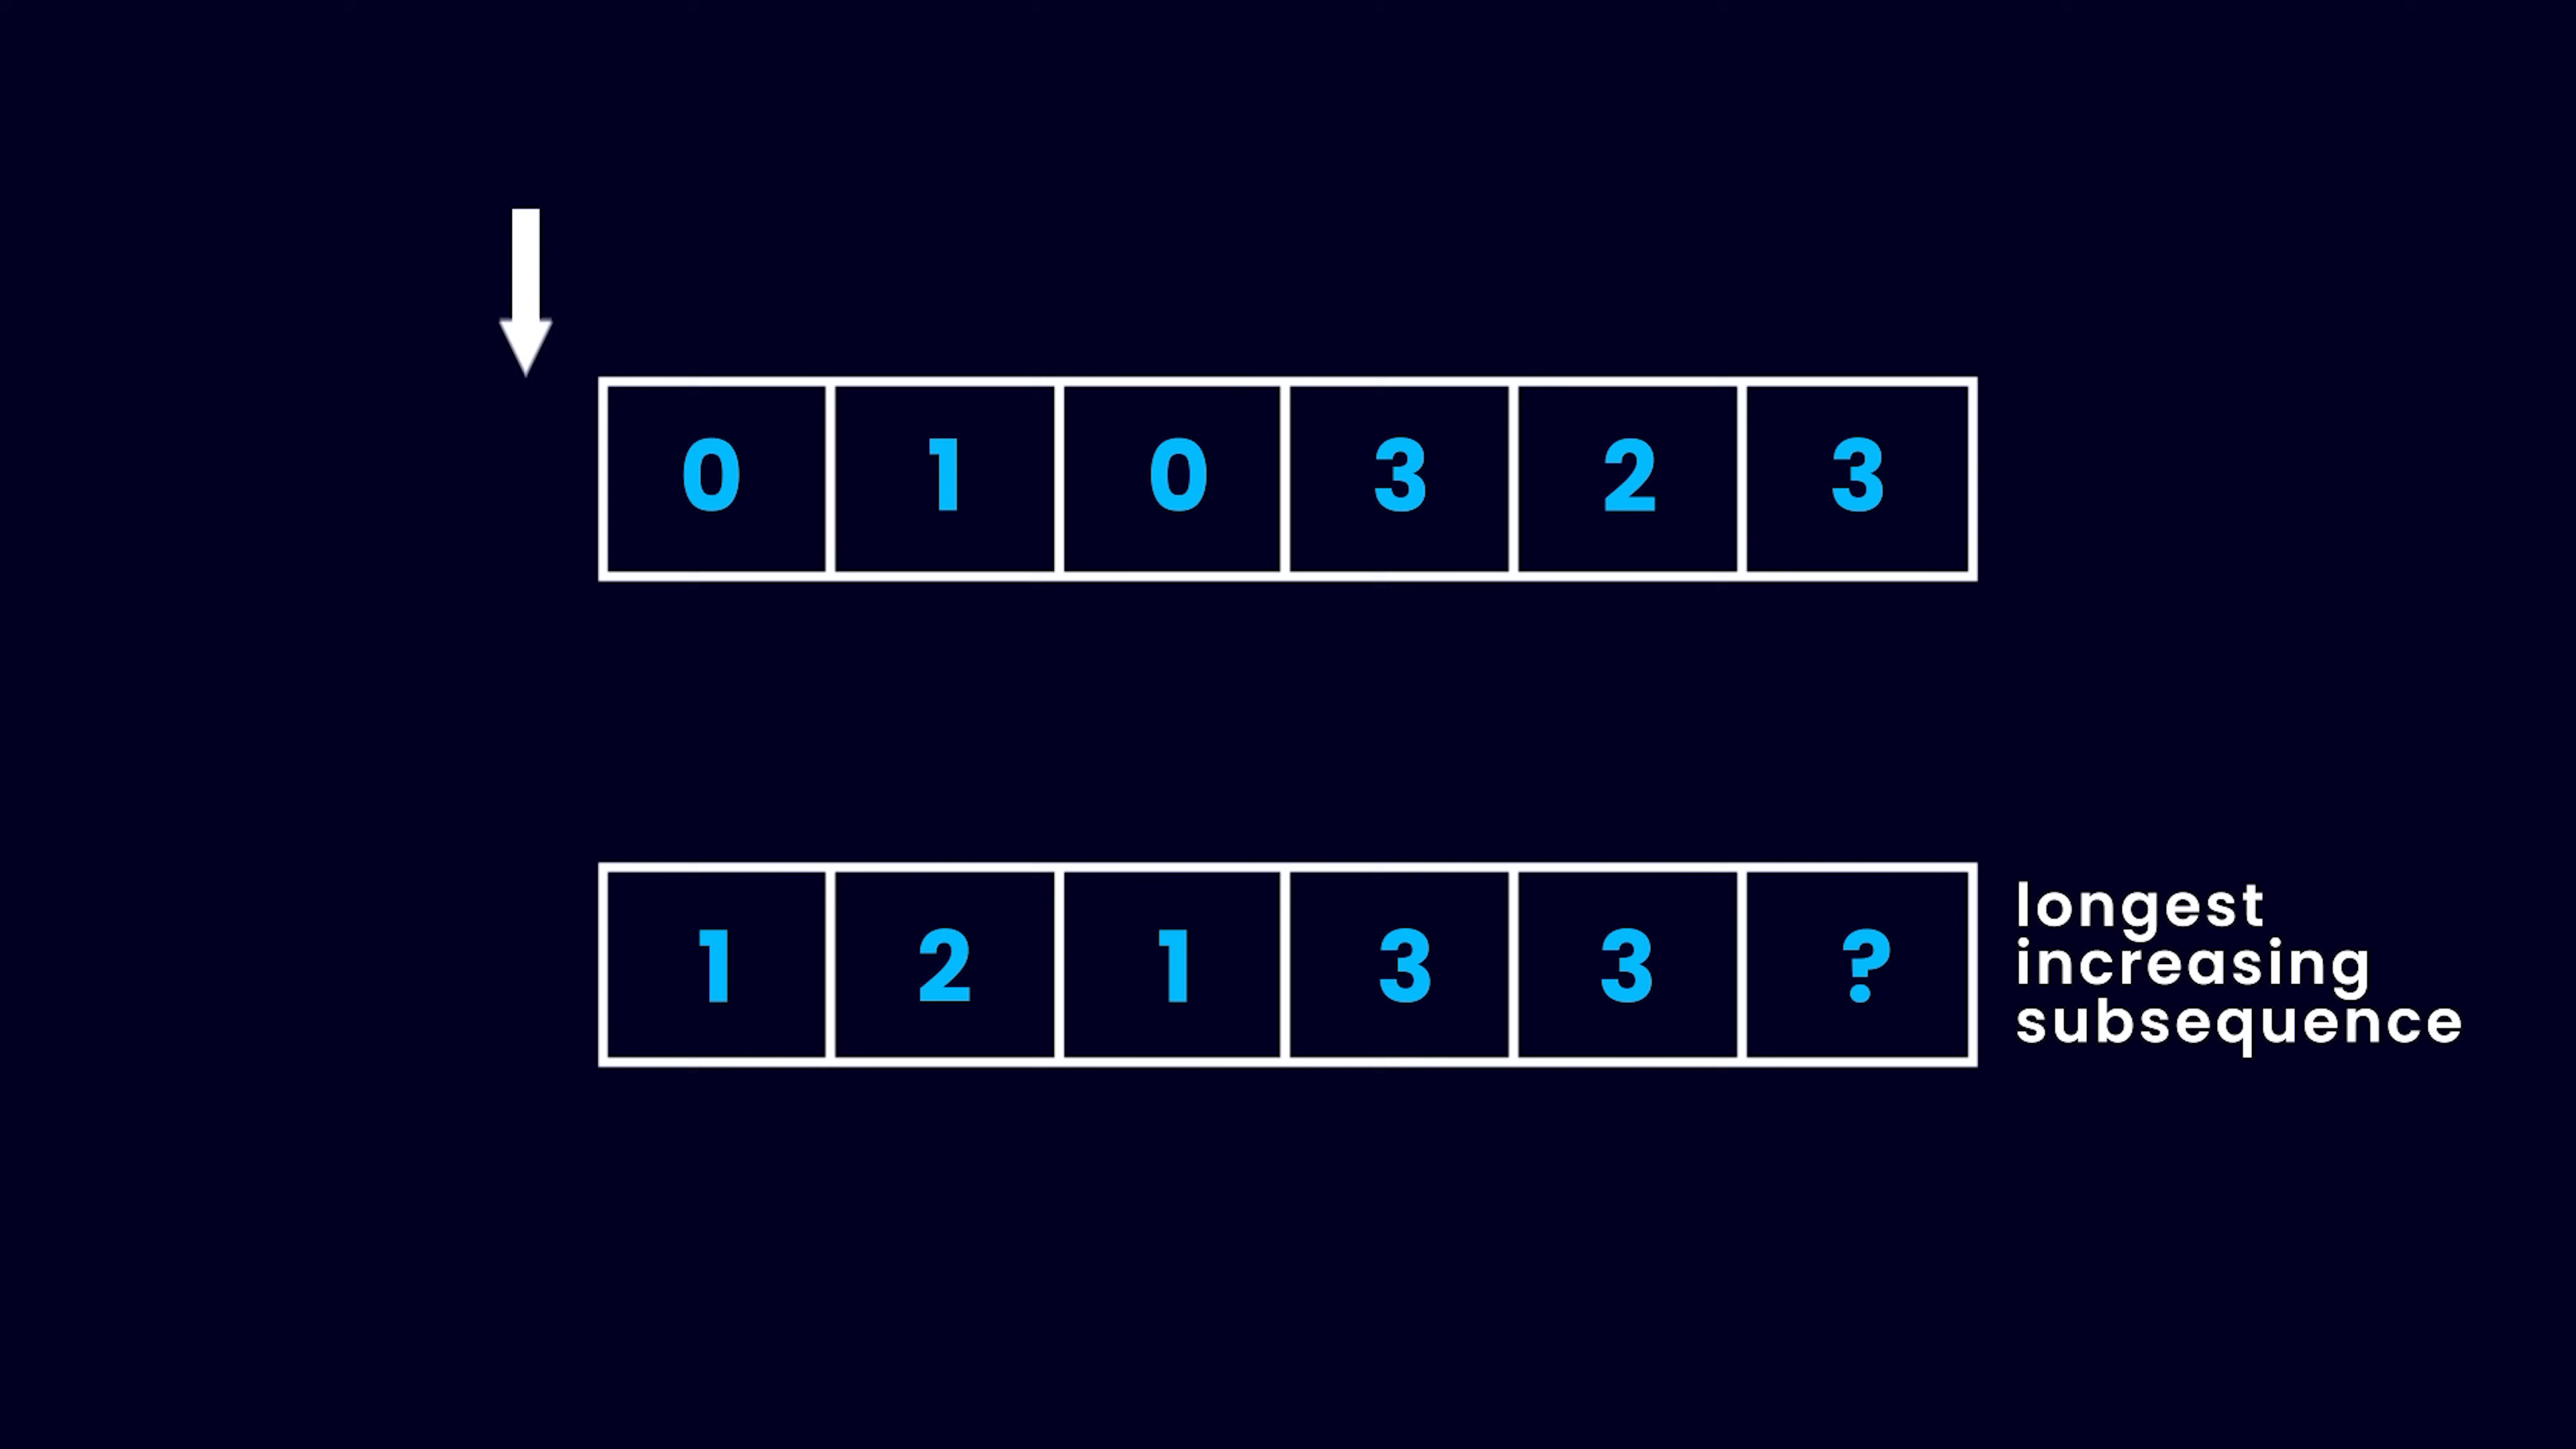 0 1 0 3 2 3
1 2 1 3 3 ?
longest
increasing
subsequence